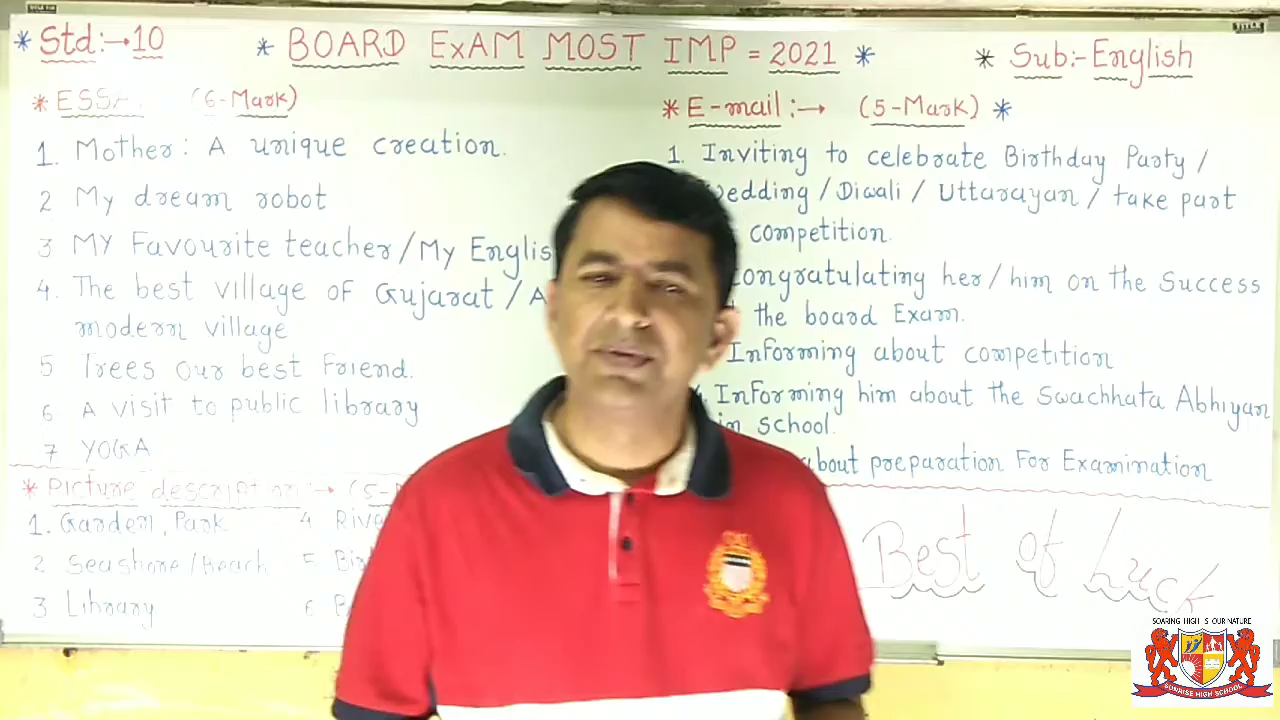 * Std:→10
* BOARD ExAM MOST IMP = 2021 *
* Sub:-English
* ESSA (6-Mark)
1. Mother: A unique creation.
2 My dream robot
3 MY Favourite teacher/My Englis
4. The best village of Gujarat / A
modern village
5 Trees our best Friend.
6 A visit to public library
7 YOGA
* Picture description:→ (5-
1. Garden, Park
2 Seashore/Beach
3 Library
4 Rive
5
6
* E-mail:→ (5-Mark) *
1. Inviting to celebrate Birthday Party /
wedding / Diwali / Uttarayan / take part
competition.
congratulating her/him on the Success
the board Exam.
Informing about competition
Informing him about the Swachhata Abhiyan
in school.
about preparation For Examination
Best of Luck
SOARING HIGH IS OUR NATURE
SUNRISE HIGH SCHOOL